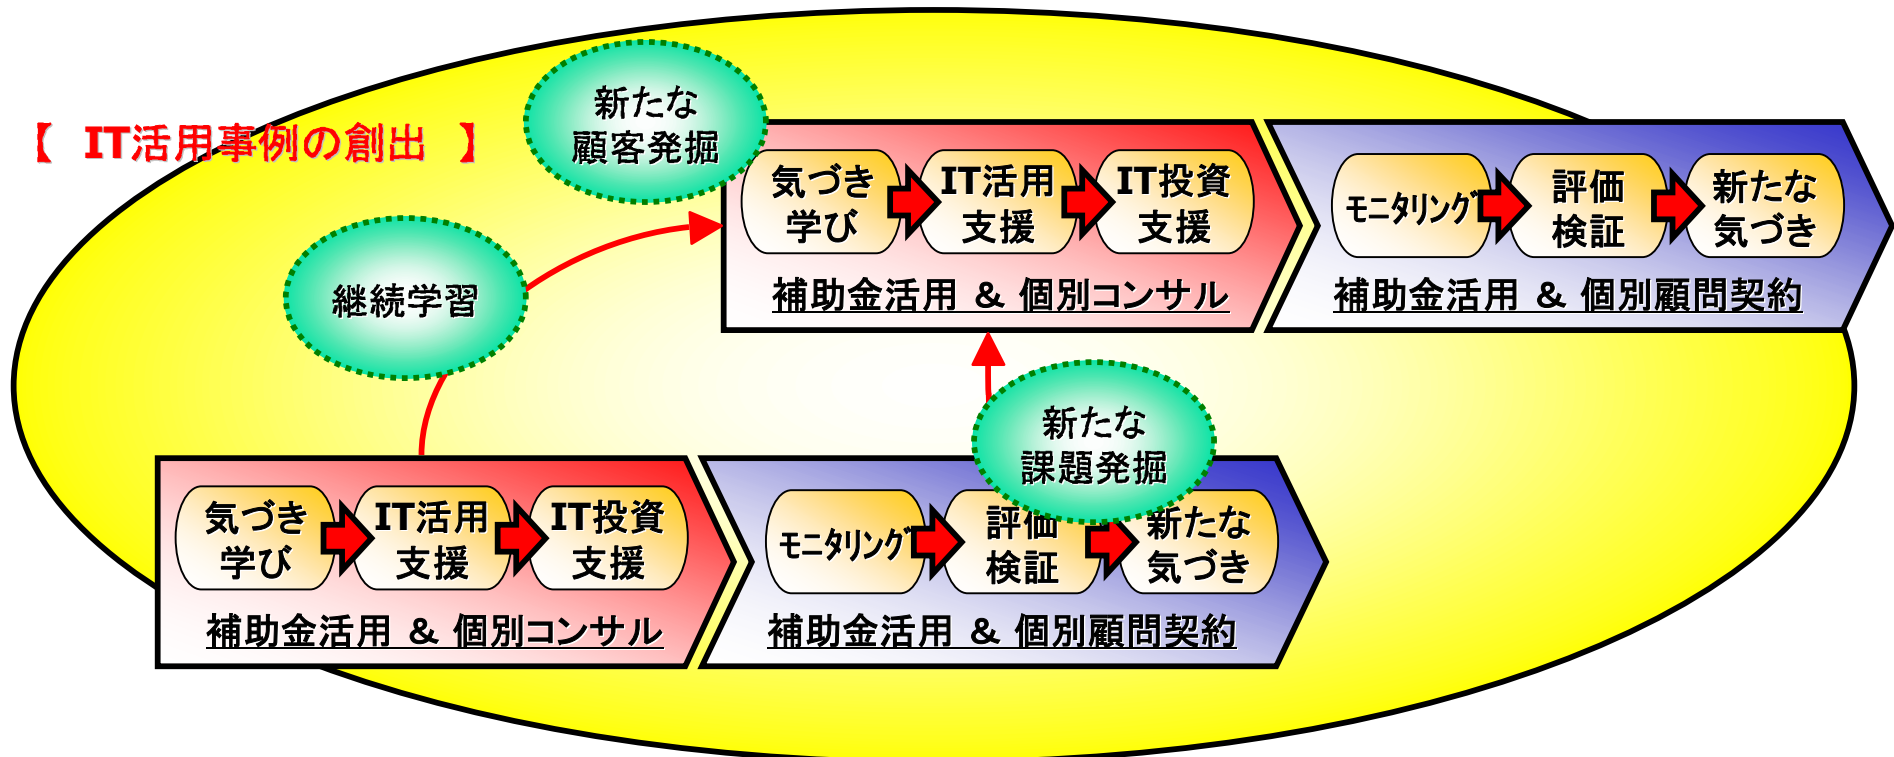 【 IT活用事例の創出 】
新たな
顧客発掘
継続学習
気づき
学び
IT活用
支援
IT投資
支援
補助金活用 & 個別コンサル
モニタリング
評価
検証
新たな
気づき
補助金活用 & 個別顧問契約
新たな
課題発掘
気づき
学び
IT活用
支援
IT投資
支援
補助金活用 & 個別コンサル
モニタリング
評価
検証
新たな
気づき
補助金活用 & 個別顧問契約